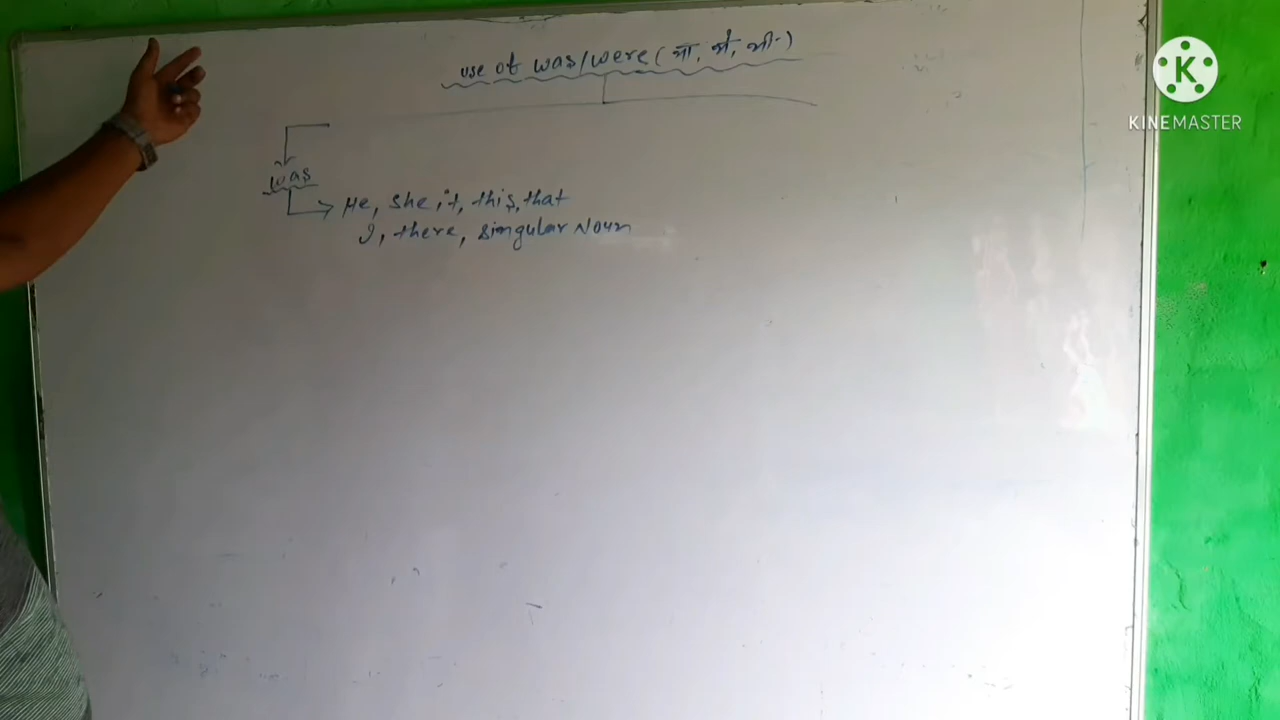 use of was/were (था, थे, थी)
was
He, she, it, this, that
I, there, singular Noun
K
KINEMASTER